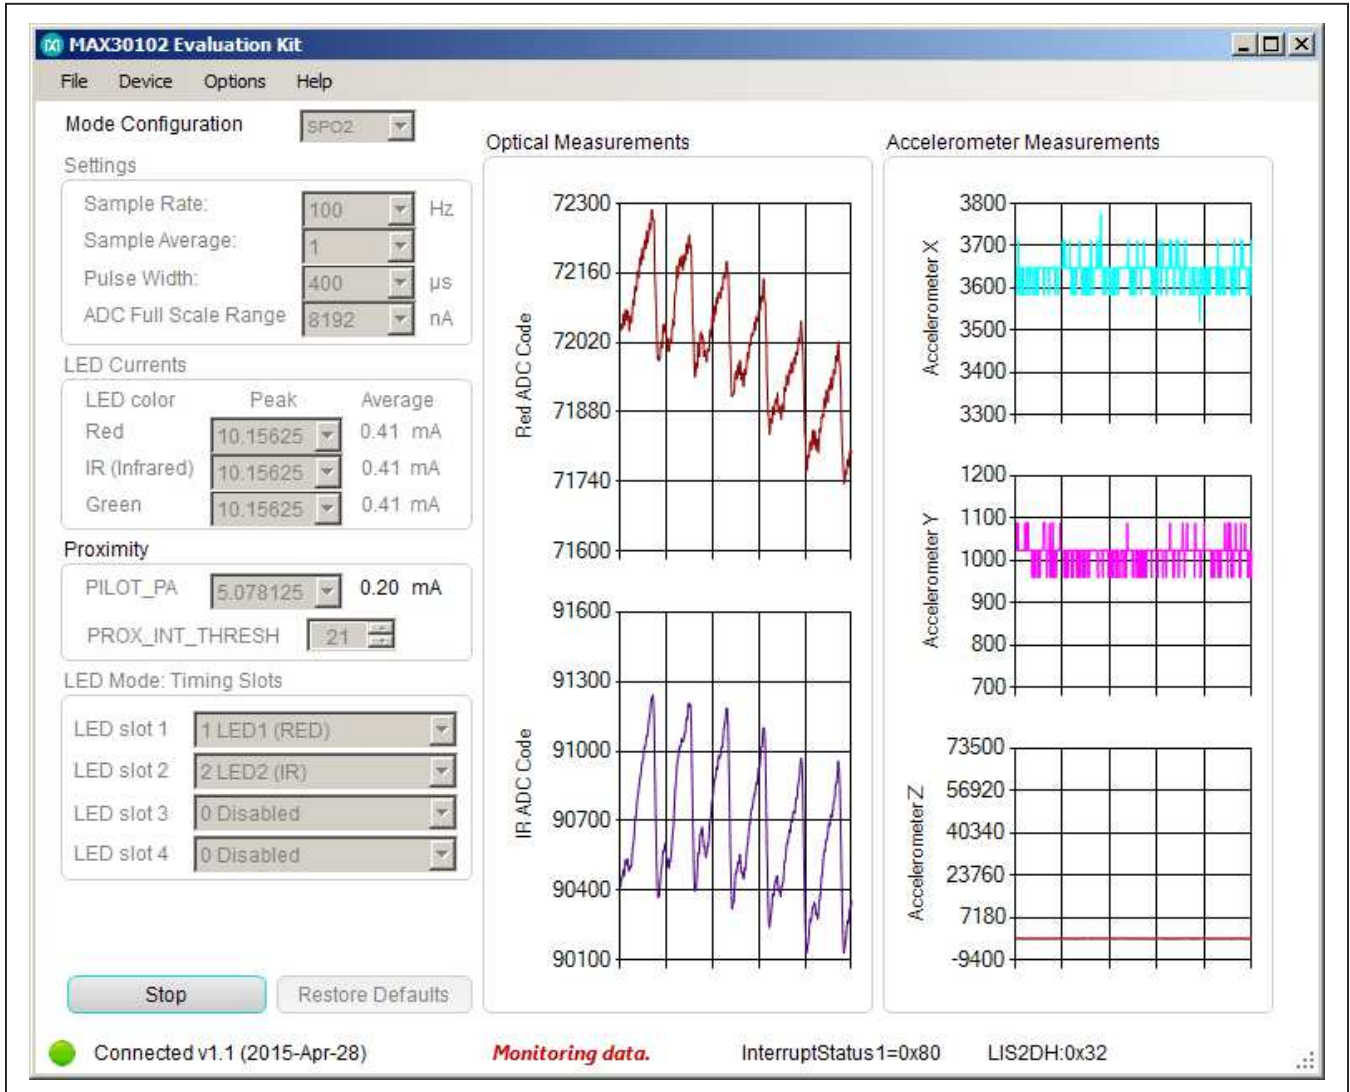 MAX30102 Evaluation Kit
File Device Options Help
Mode Configuration SPO2
Settings
Sample Rate: 100 Hz
Sample Average: 1
Pulse Width: 400 µs
ADC Full Scale Range 8192 nA
LED Currents
LED color Peak Average
Red 10.15625 0.41 mA
IR (Infrared) 10.15625 0.41 mA
Green 10.15625 0.41 mA
Proximity
PILOT_PA 5.078125 0.20 mA
PROX_INT_THRESH 21
LED Mode: Timing Slots
LED slot 1 1 LED1 (RED)
LED slot 2 2 LED2 (IR)
LED slot 3 0 Disabled
LED slot 4 0 Disabled
Stop Restore Defaults
Optical Measurements
Red ADC Code
72300
72160
72020
71880
71740
71600
IR ADC Code
91600
91300
91000
90700
90400
90100
Accelerometer Measurements
Accelerometer X
3800
3700
3600
3500
3400
3300
Accelerometer Y
1200
1100
1000
900
800
700
Accelerometer Z
73500
56920
40340
23760
7180
-9400
Connected v1.1 (2015-Apr-28) Monitoring data. InterruptStatus1=0x80 LIS2DH:0x32